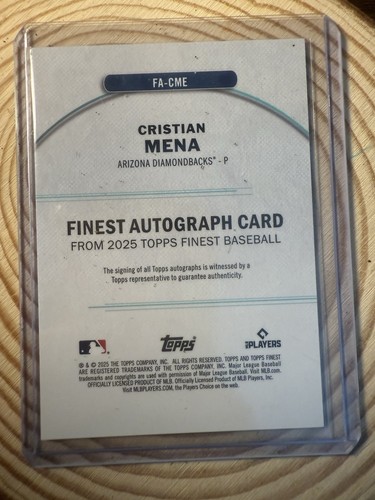 FA-CME
CRISTIAN
MENA
ARIZONA DIAMONDBACKS® - P
FINEST AUTOGRAPH CARD
FROM 2025 TOPPS FINEST BASEBALL
The signing of all Topps autographs is witnessed by a
Topps representative to guarantee authenticity.
Topps
PLAYERS
® & © 2025 THE TOPPS COMPANY, INC. ALL RIGHTS RESERVED. TOPPS AND TOPPS FINEST
ARE REGISTERED TRADEMARKS OF THE TOPPS COMPANY, INC. Major League Baseball
trademarks and copyrights are used with permission of Major League Baseball. Visit MLB.com.
OFFICIALLY LICENSED PRODUCT OF MLB. Officially Licensed Product of MLB Players, Inc.
Visit MLBPLAYERS.com, the Players Choice on the web.